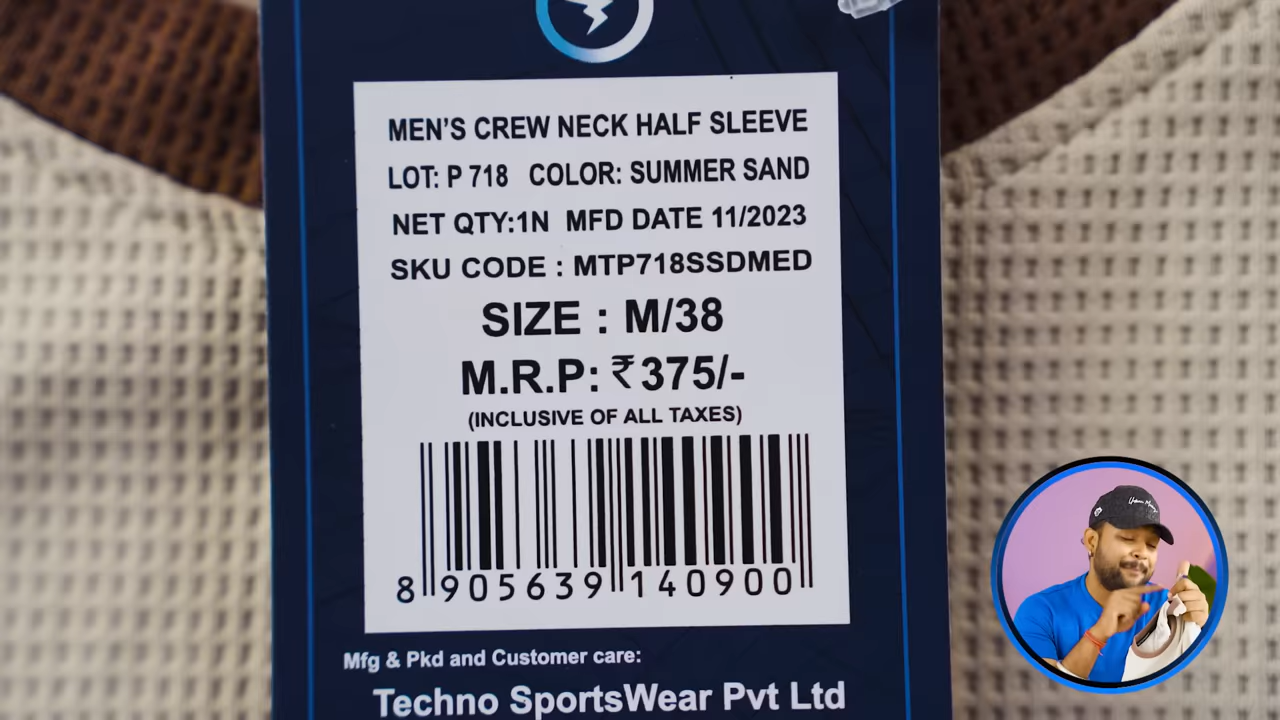 MEN'S CREW NECK HALF SLEEVE
LOT: P 718 COLOR: SUMMER SAND
NET QTY:1N MFD DATE 11/2023
SKU CODE : MTP718SSDMED
SIZE : M/38
M.R.P: ₹375/-
(INCLUSIVE OF ALL TAXES)
8 905639 140900
Mfg & Pkd and Customer care:
Techno SportsWear Pvt Ltd